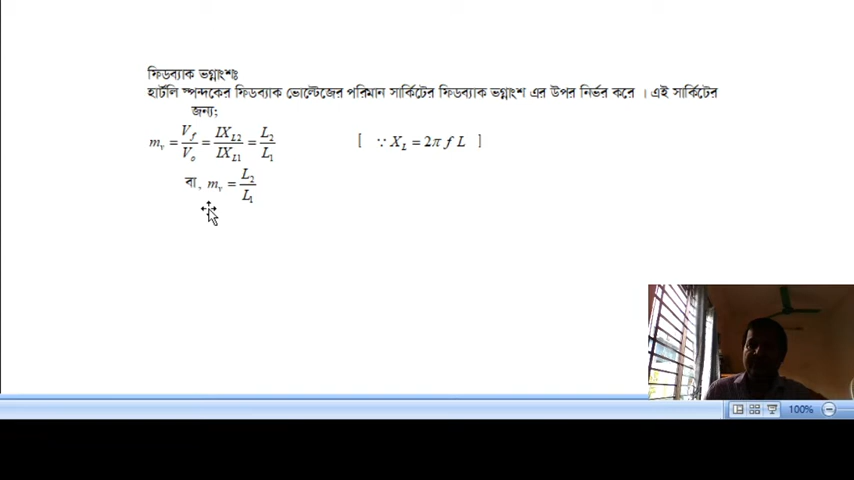 ফিডব্যাক ভগ্নাংশঃ
হার্টলি স্পন্দকের ফিডব্যাক ভোল্টেজের পরিমান সার্কিটের ফিডব্যাক ভগ্নাংশ এর উপর নির্ভর করে । এই সার্কিটের
জন্য;
m_v = V_f / V_o = IX_L2 / IX_L1 = L_2 / L_1 [ ∵ X_L = 2π f L ]
বা, m_v = L_2 / L_1
100%